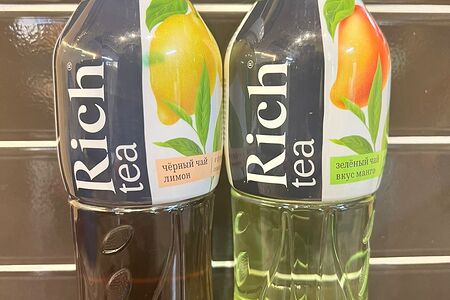 Rich®
tea
чёрный чай
лимон
Rich®
tea
зелёный чай
вкус манго